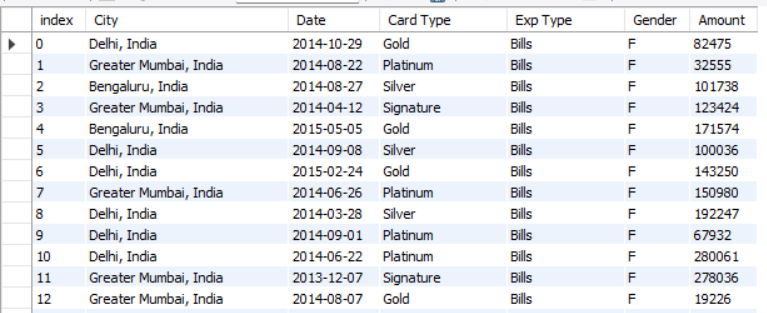 index City Date Card Type Exp Type Gender Amount
0 Delhi, India 2014-10-29 Gold Bills F 82475
1 Greater Mumbai, India 2014-08-22 Platinum Bills F 32555
2 Bengaluru, India 2014-08-27 Silver Bills F 101738
3 Greater Mumbai, India 2014-04-12 Signature Bills F 123424
4 Bengaluru, India 2015-05-05 Gold Bills F 171574
5 Delhi, India 2014-09-08 Silver Bills F 100036
6 Delhi, India 2015-02-24 Gold Bills F 143250
7 Greater Mumbai, India 2014-06-26 Platinum Bills F 150980
8 Delhi, India 2014-03-28 Silver Bills F 192247
9 Delhi, India 2014-09-01 Platinum Bills F 67932
10 Delhi, India 2014-06-22 Platinum Bills F 280061
11 Greater Mumbai, India 2013-12-07 Signature Bills F 278036
12 Greater Mumbai, India 2014-08-07 Gold Bills F 19226